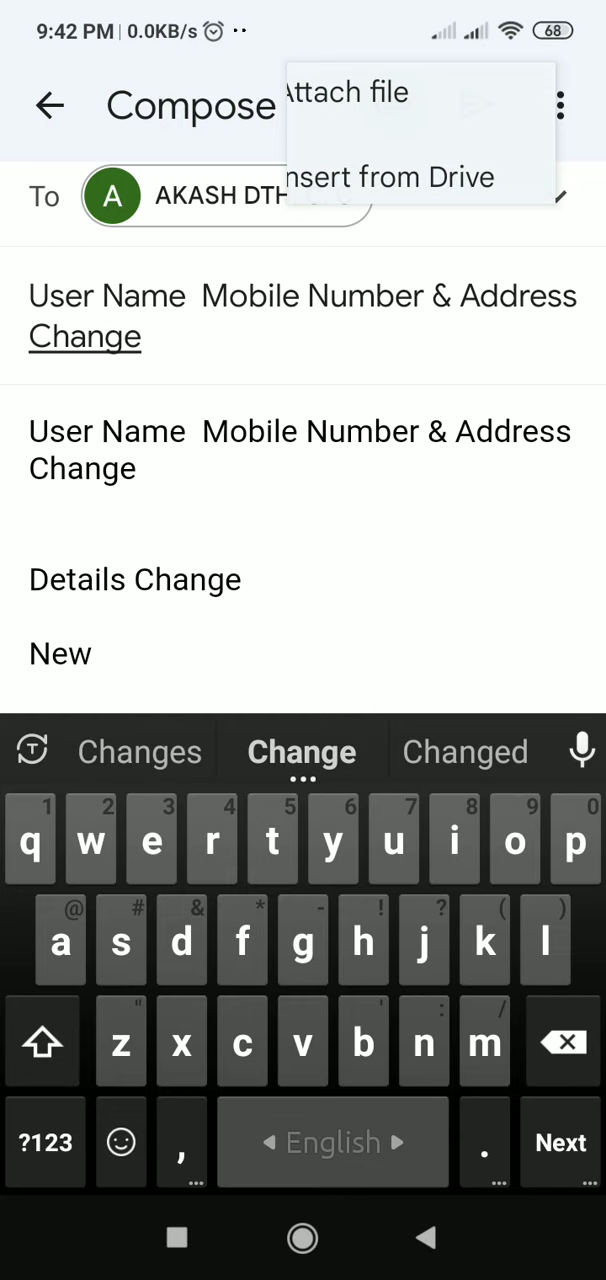 9:42 PM | 0.0KB/s 68
Compose
Attach file
Insert from Drive
To A AKASH DTH
User Name Mobile Number & Address
Change
User Name Mobile Number & Address
Change
Details Change
New
Changes Change Changed
1 2 3 4 5 6 7 8 9 0
q w e r t y u i o p
@ # & * - ! ? ( )
a s d f g h j k l
" ' : /
z x c v b n m
?123 , English . Next